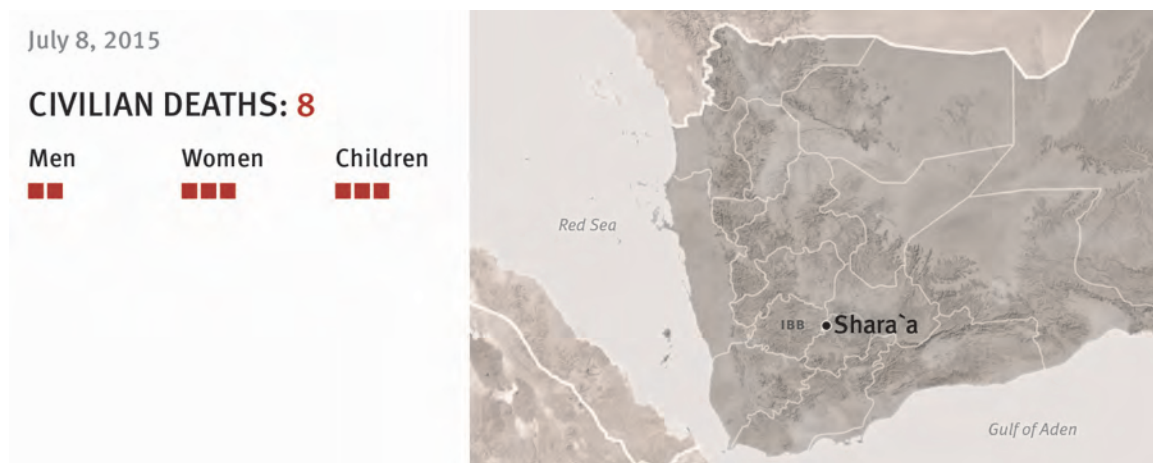 July 8, 2015
CIVILIAN DEATHS: 8
Men Women Children
Red Sea
IBB Shara`a
Gulf of Aden